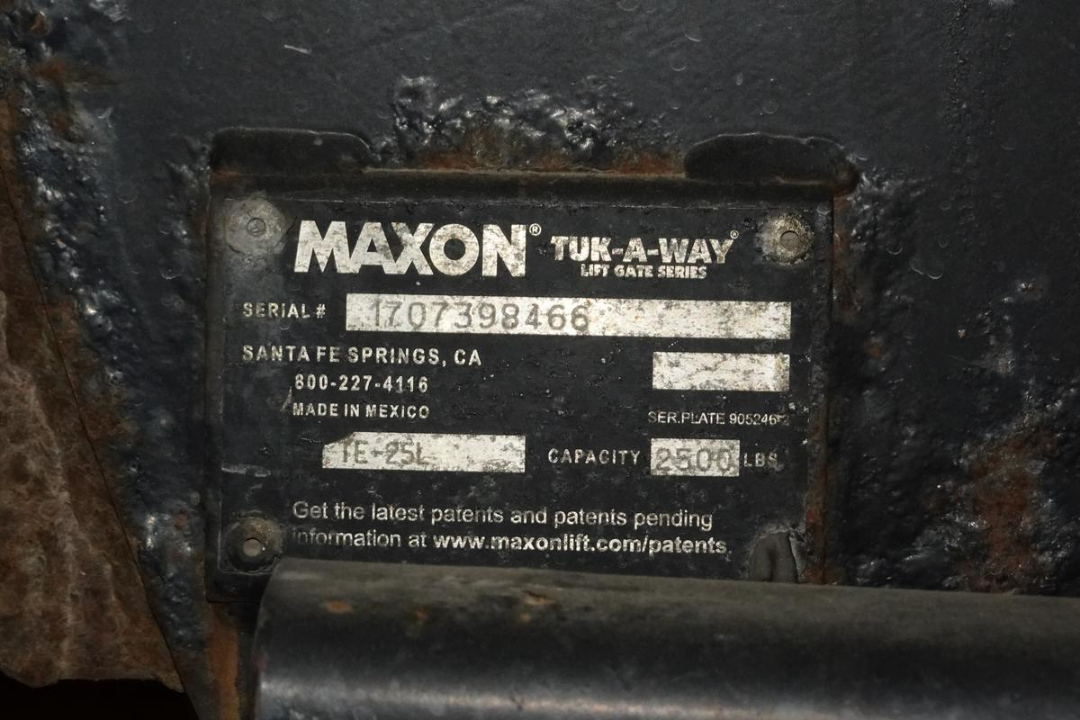 MAXON® TUK-A-WAY®
LIFT GATE SERIES
SERIAL # 1707398466
SANTA FE SPRINGS, CA
800-227-4116
MADE IN MEXICO
SER.PLATE 905246-2
TE-25L CAPACITY 2500 LBS.
Get the latest patents and patents pending
information at www.maxonlift.com/patents.